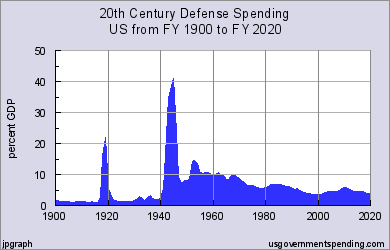 20th Century Defense Spending
US from FY 1900 to FY 2020
percent GDP
50
40
30
20
10
0
1900 1920 1940 1960 1980 2000 2020
jpgraph usgovernmentspending.com